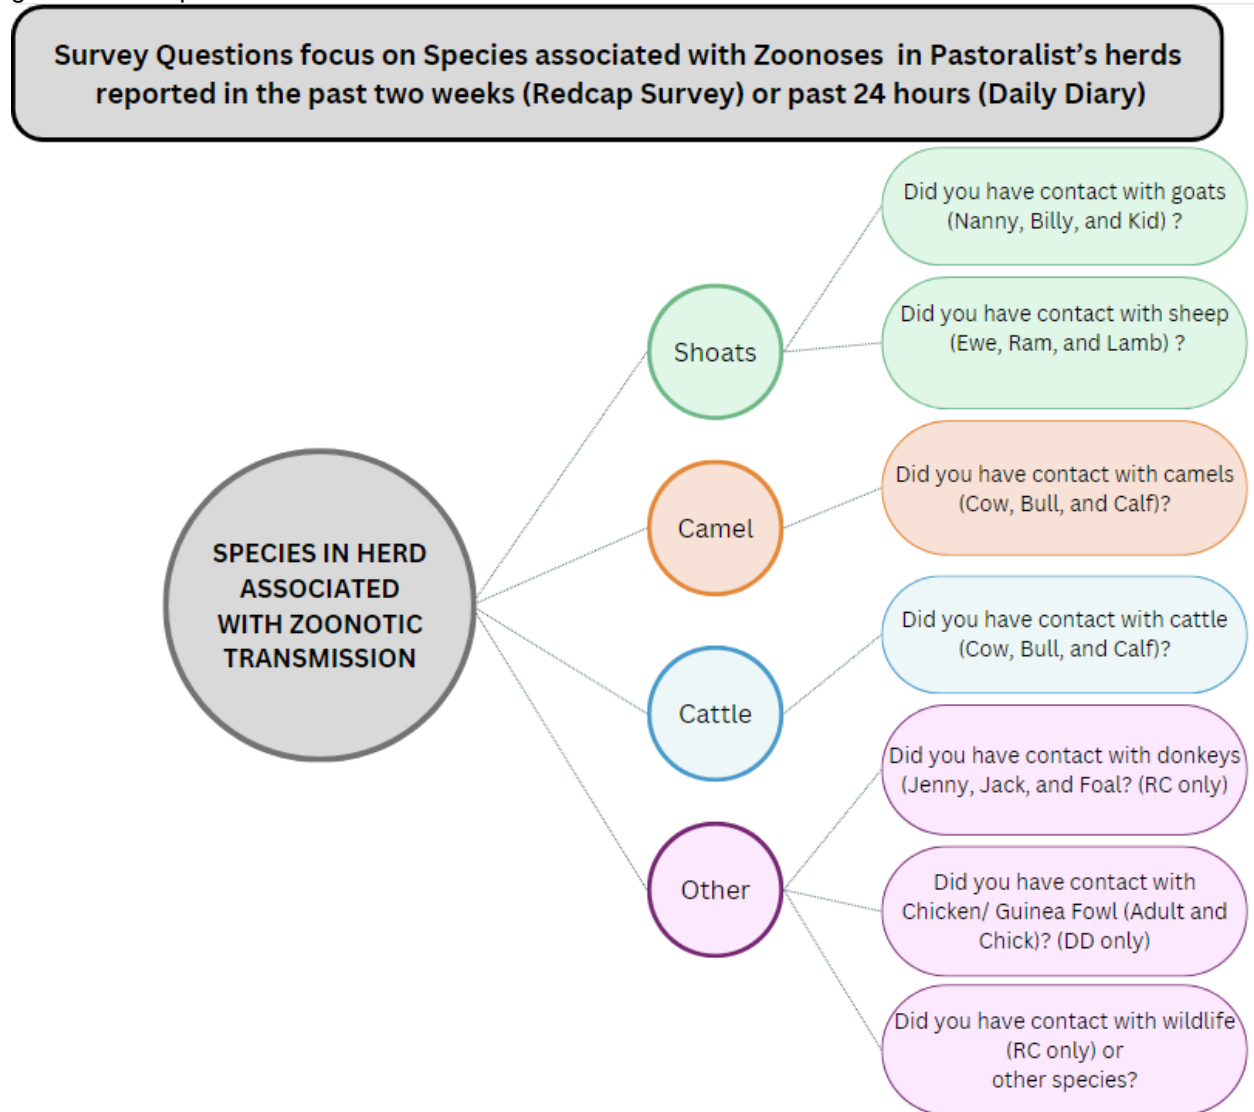 Survey Questions focus on Species associated with Zoonoses in Pastoralist's herds
reported in the past two weeks (Redcap Survey) or past 24 hours (Daily Diary)
SPECIES IN HERD
ASSOCIATED
WITH ZOONOTIC
TRANSMISSION
Shoats
Did you have contact with goats
(Nanny, Billy, and Kid) ?
Did you have contact with sheep
(Ewe, Ram, and Lamb) ?
Camel
Did you have contact with camels
(Cow, Bull, and Calf)?
Cattle
Did you have contact with cattle
(Cow, Bull, and Calf)?
Other
Did you have contact with donkeys
(Jenny, Jack, and Foal? (RC only)
Did you have contact with
Chicken/ Guinea Fowl (Adult and
Chick)? (DD only)
Did you have contact with wildlife
(RC only) or
other species?